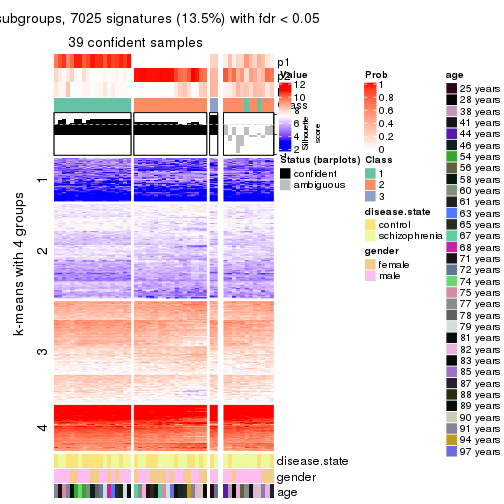 subgroups, 7025 signatures (13.5%) with fdr < 0.05
39 confident samples
p1
p2
Class
Silhouette
score
k-means with 4 groups
1
2
3
4
disease.state
gender
age
Value
12
10
8
6
4
2
Status (barplots)
confident
ambiguous
Prob
1
0.8
0.6
0.4
0.2
0
Class
1
2
3
disease.state
control
schizophrenia
gender
female
male
age
25 years
28 years
38 years
41 years
44 years
46 years
54 years
56 years
58 years
60 years
61 years
63 years
65 years
67 years
68 years
71 years
72 years
74 years
75 years
77 years
78 years
79 years
81 years
82 years
83 years
85 years
87 years
88 years
89 years
90 years
91 years
94 years
97 years